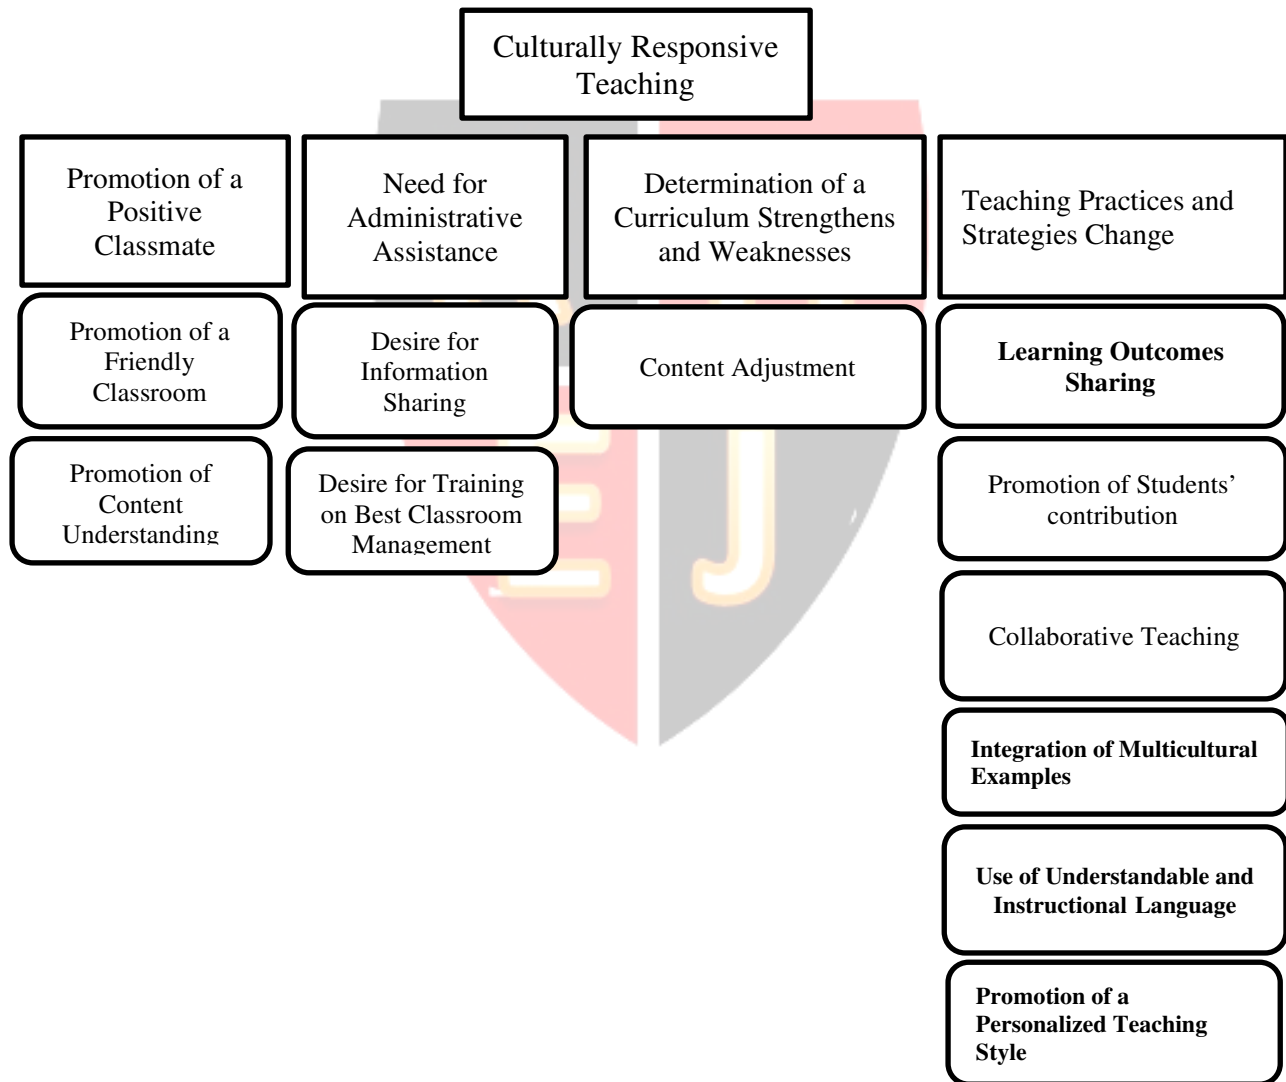 Culturally Responsive
Teaching
Promotion of a
Positive
Classmate
Need for
Administrative
Assistance
Determination of a
Curriculum Strengthens
and Weaknesses
Teaching Practices and
Strategies Change
Promotion of a
Friendly
Classroom
Desire for
Information
Sharing
Content Adjustment
Learning Outcomes
Sharing
Promotion of
Content
Understanding
Desire for Training
on Best Classroom
Management
Promotion of Students’
contribution
Collaborative Teaching
Integration of Multicultural
Examples
Use of Understandable and
Instructional Language
Promotion of a
Personalized Teaching
Style
E J